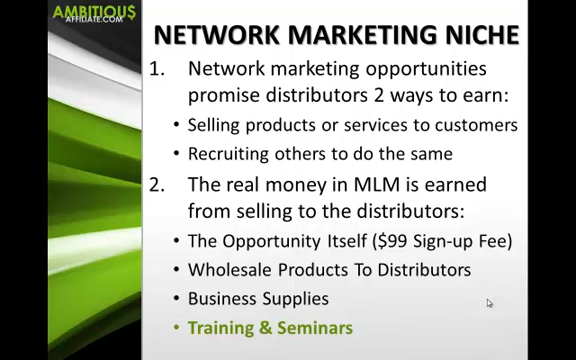 AMBITIOU$
AFFILIATE.COM
NETWORK MARKETING NICHE
1. Network marketing opportunities
promise distributors 2 ways to earn:
• Selling products or services to customers
• Recruiting others to do the same
2. The real money in MLM is earned
from selling to the distributors:
• The Opportunity Itself ($99 Sign-up Fee)
• Wholesale Products To Distributors
• Business Supplies
• Training & Seminars